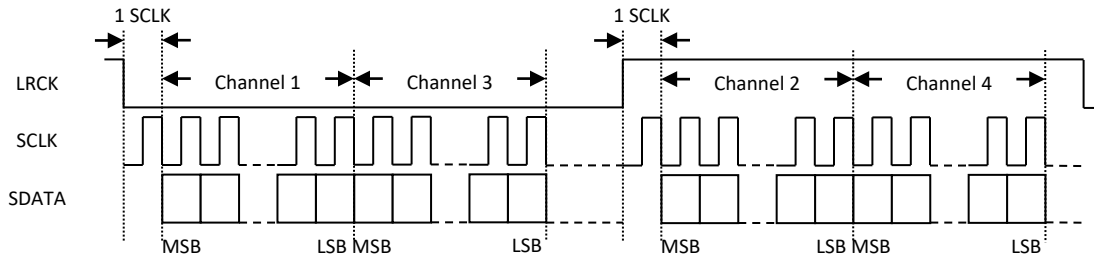 1 SCLK 1 SCLK
LRCK Channel 1 Channel 3 Channel 2 Channel 4
SCLK
SDATA
MSB LSB MSB LSB MSB LSB MSB LSB